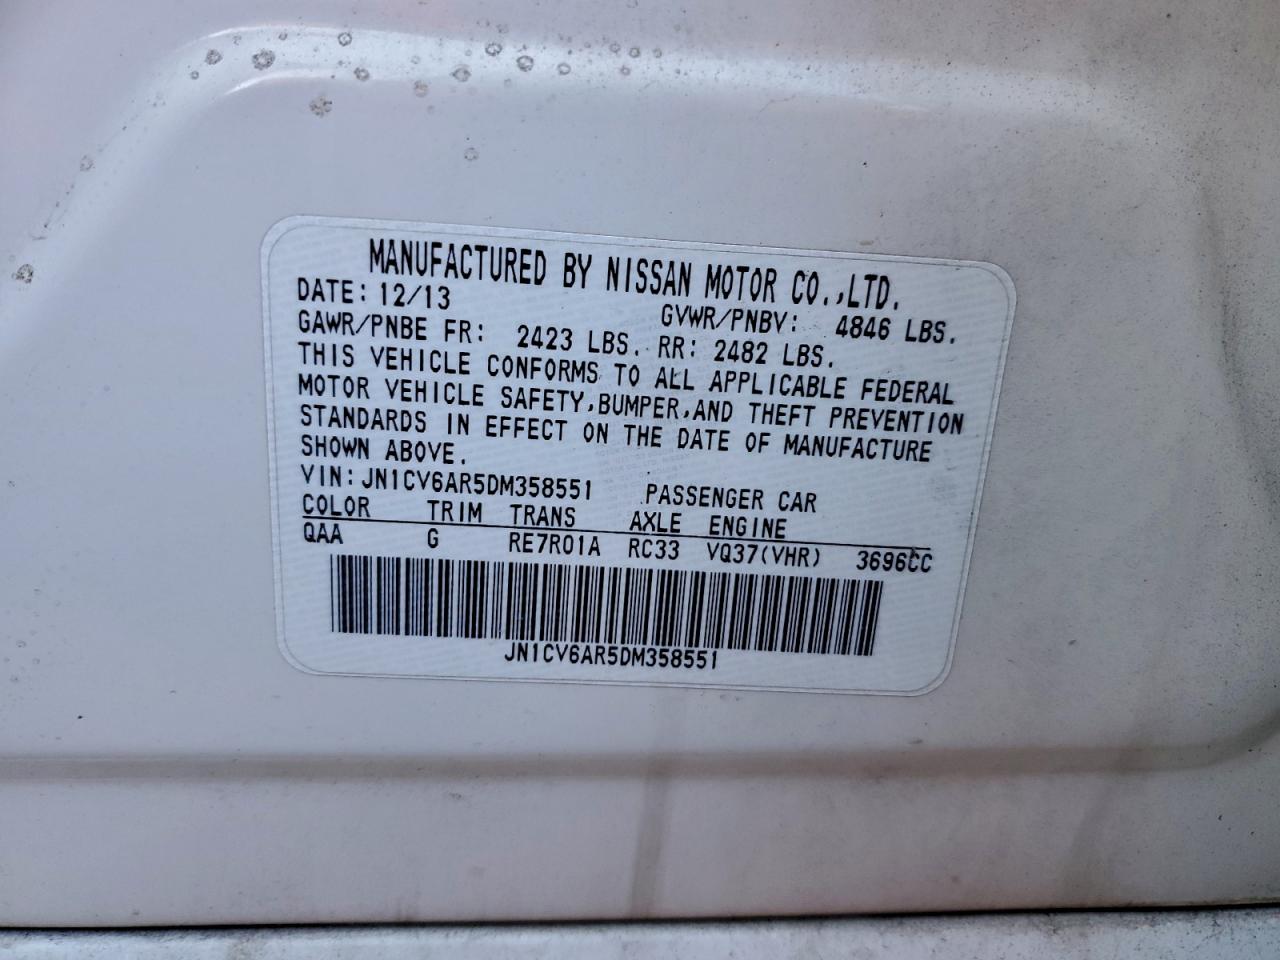 MANUFACTURED BY NISSAN MOTOR CO.,LTD.
DATE: 12/13 GVWR/PNBV: 4846 LBS.
GAWR/PNBE FR: 2423 LBS. RR: 2482 LBS.
THIS VEHICLE CONFORMS TO ALL APPLICABLE FEDERAL
MOTOR VEHICLE SAFETY,BUMPER,AND THEFT PREVENTION
STANDARDS IN EFFECT ON THE DATE OF MANUFACTURE
SHOWN ABOVE.
VIN: JN1CV6AR5DM358551 PASSENGER CAR
COLOR TRIM TRANS AXLE ENGINE
QAA G RE7R01A RC33 VQ37(VHR) 3696CC
JN1CV6AR5DM358551